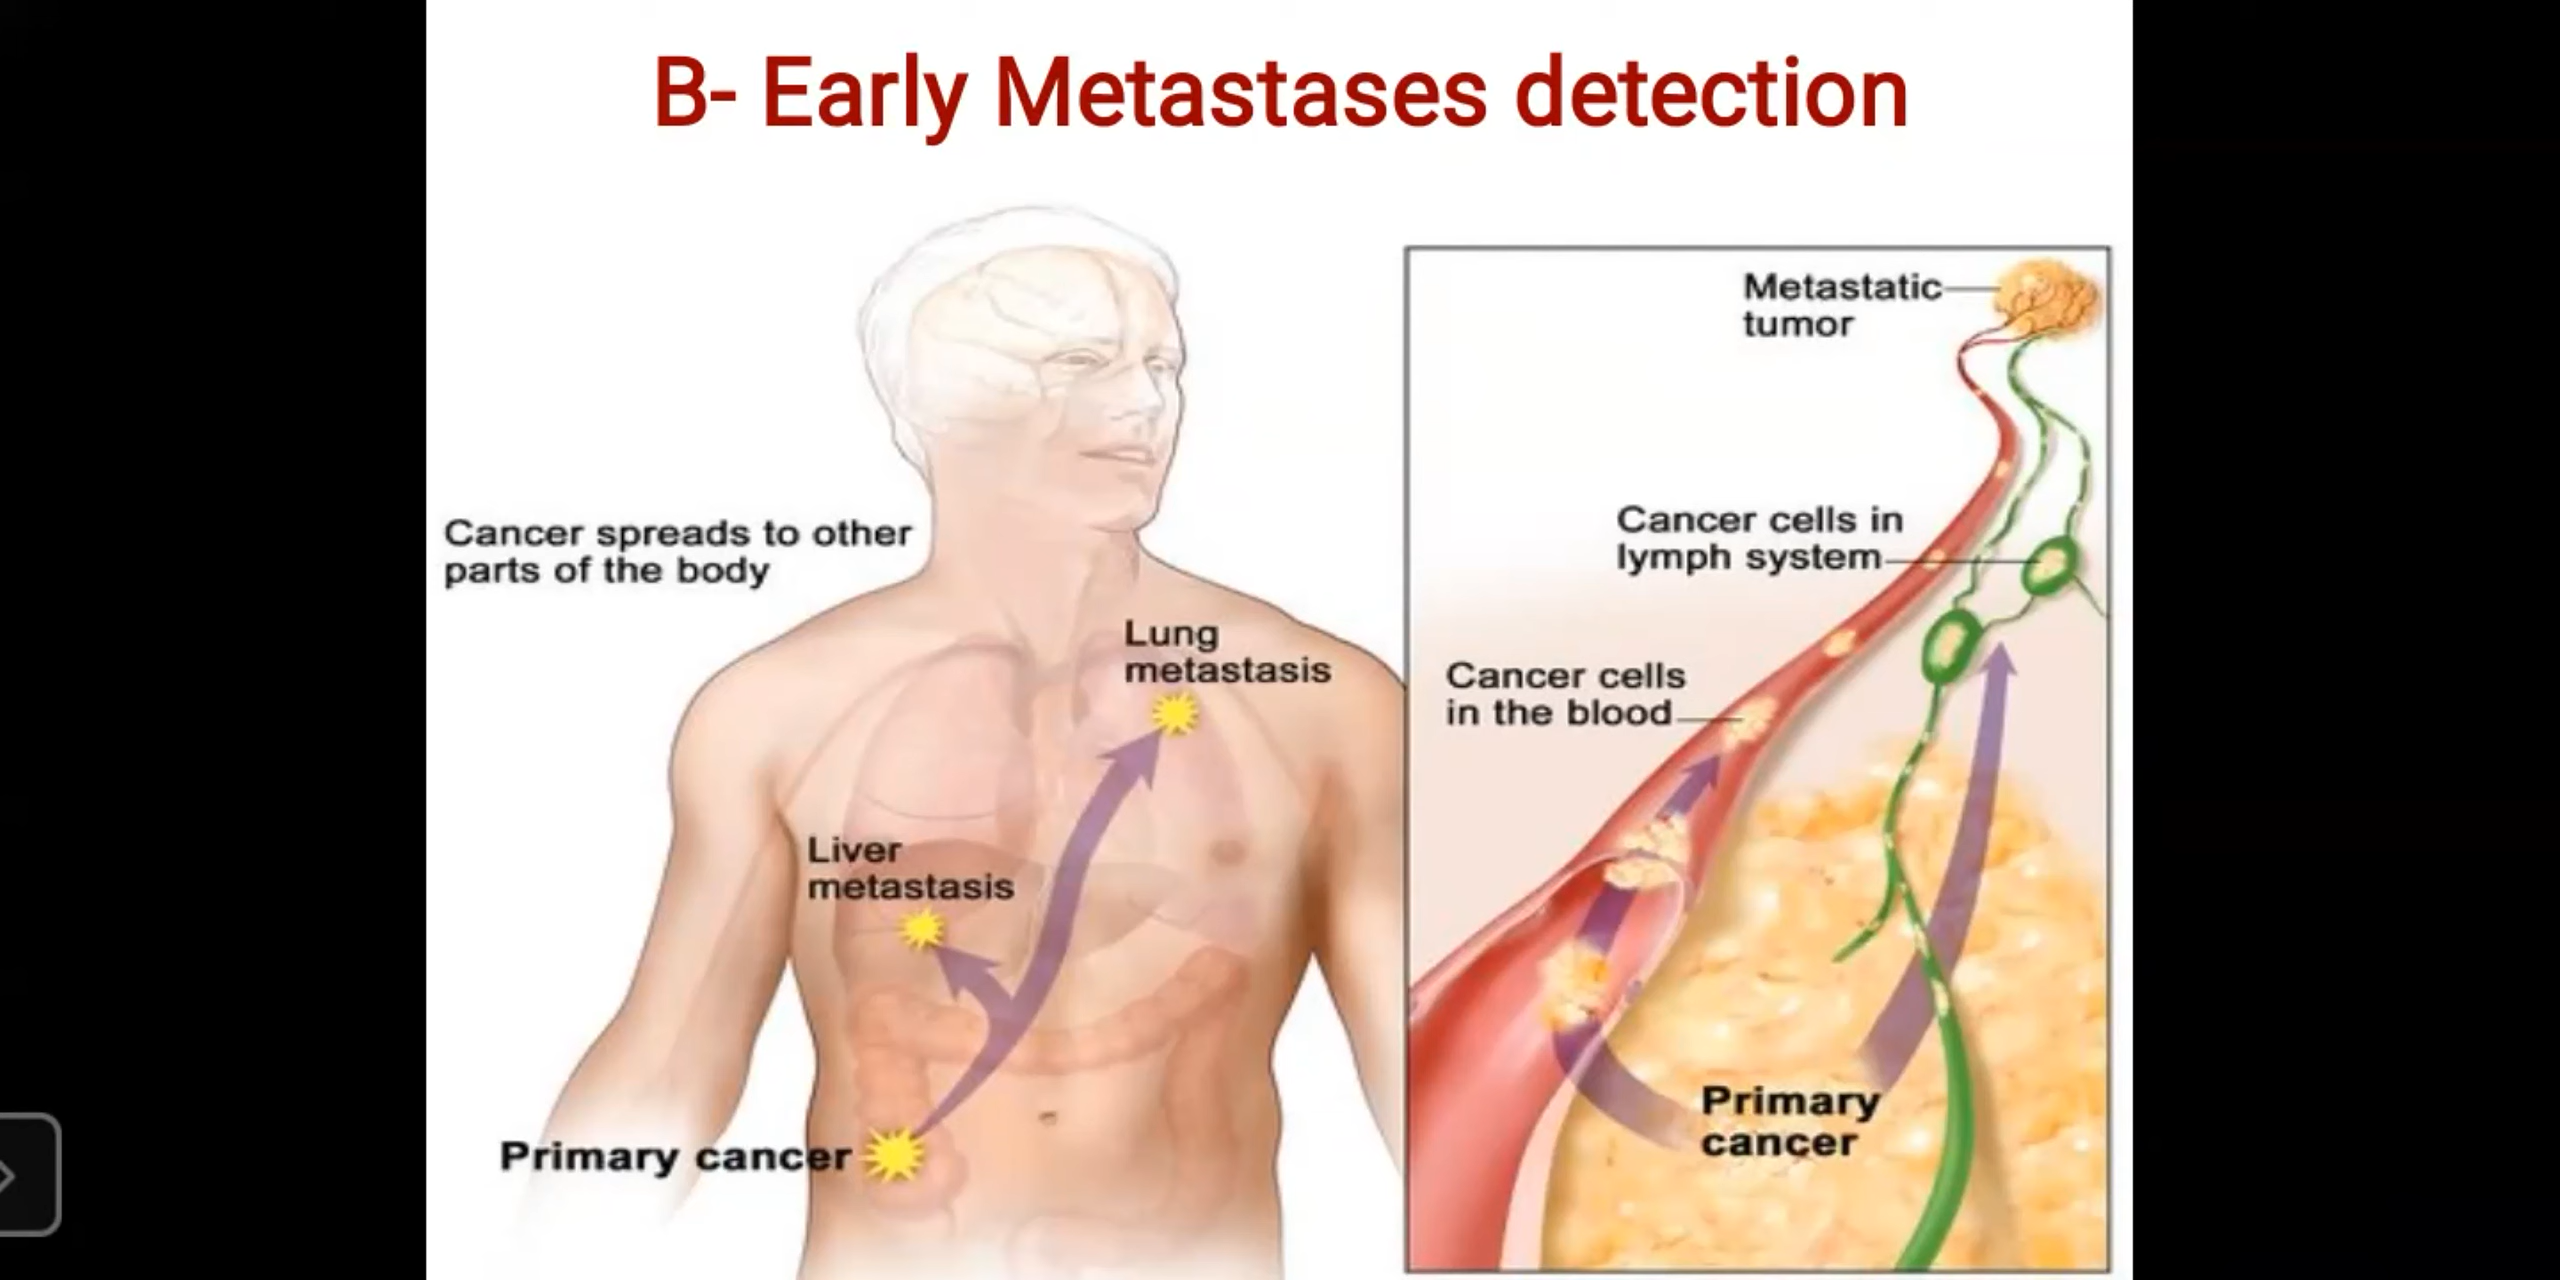 B- Early Metastases detection
Cancer spreads to other
parts of the body
Lung
metastasis
Liver
metastasis
Primary cancer
Metastatic
tumor
Cancer cells in
lymph system
Cancer cells
in the blood
Primary
cancer